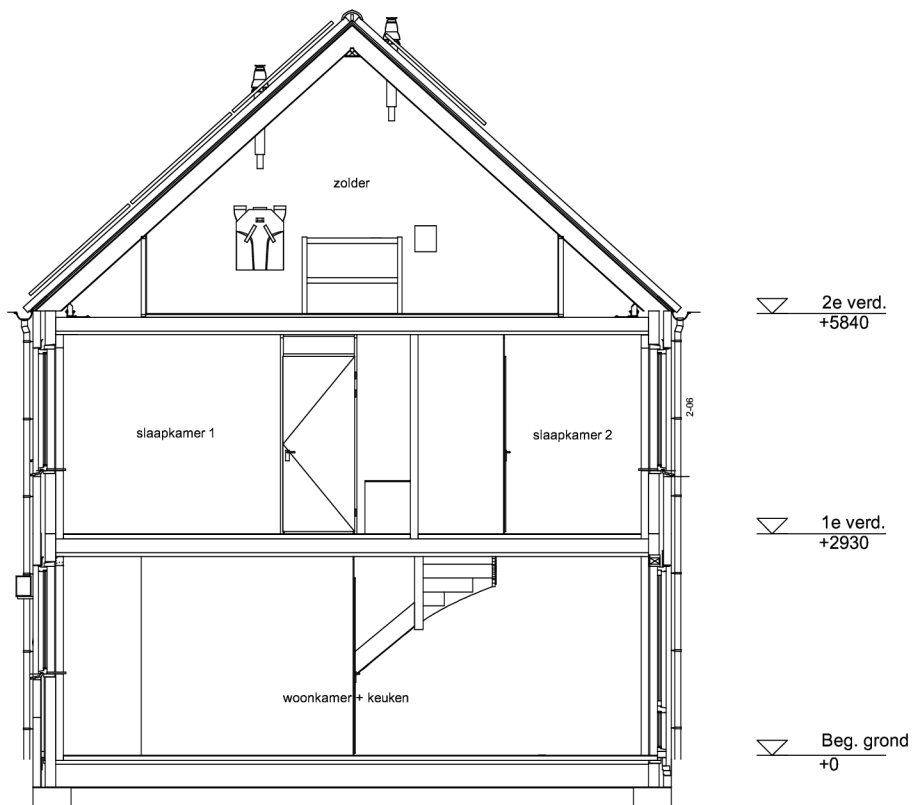 zolder
2e verd.
+5840
2-06
slaapkamer 1
slaapkamer 2
1e verd.
+2930
woonkamer + keuken
Beg. grond
+0